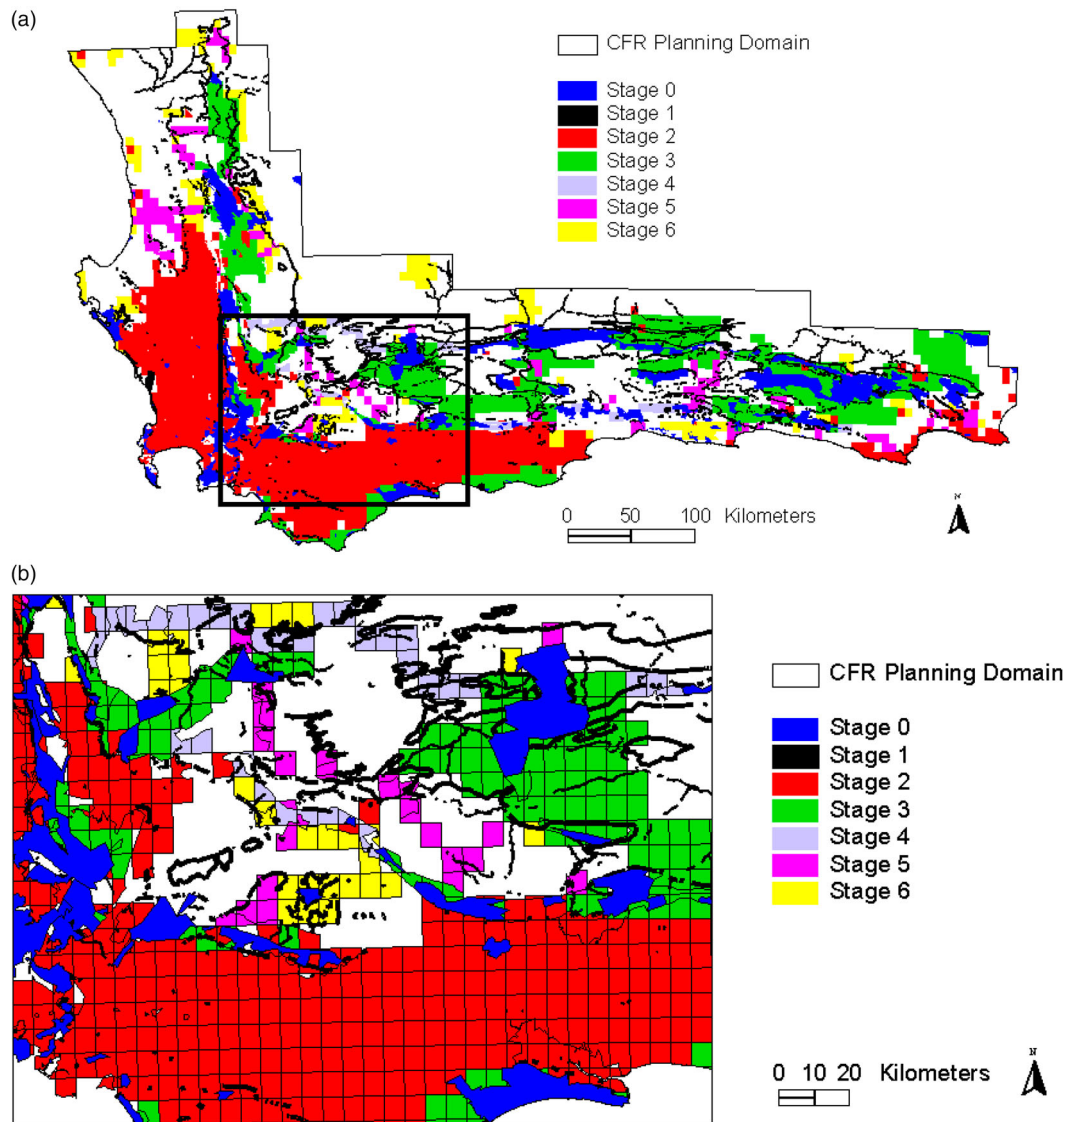 (a)
CFR Planning Domain
Stage 0
Stage 1
Stage 2
Stage 3
Stage 4
Stage 5
Stage 6
N
0 50 100 Kilometers
(b)
CFR Planning Domain
Stage 0
Stage 1
Stage 2
Stage 3
Stage 4
Stage 5
Stage 6
N
0 10 20 Kilometers